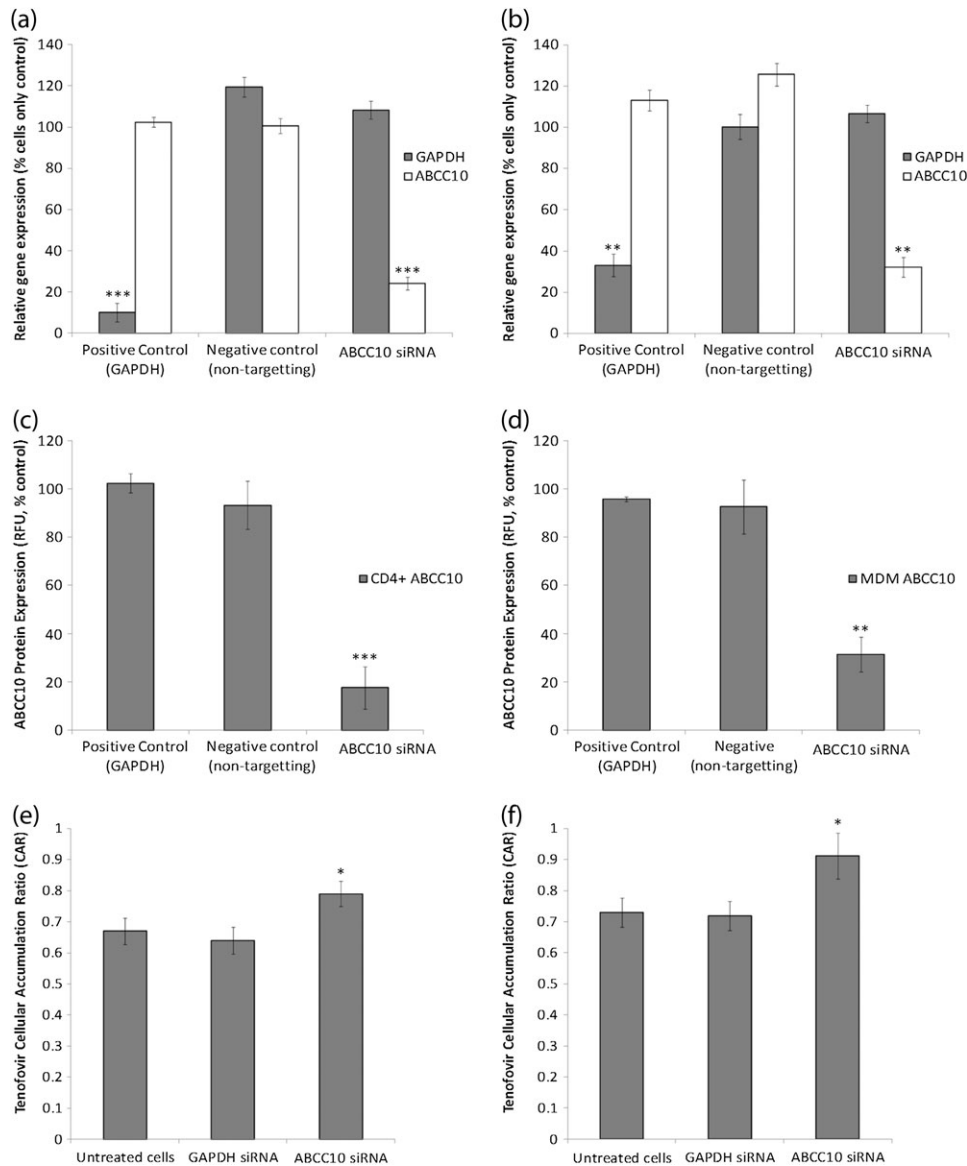 (a)
Relative gene expression (% cells only control)
140
120
100
80
60
40
20
0
***
***
GAPDH
ABCC10
Positive Control
(GAPDH)
Negative control
(non-targetting)
ABCC10 siRNA
(b)
Relative gene expression (% cells only control)
140
120
100
80
60
40
20
0
**
**
GAPDH
ABCC10
Positive Control
(GAPDH)
Negative control
(non-targetting)
ABCC10 siRNA
(c)
ABCC10 Protein Expression (RFU, % control)
120
100
80
60
40
20
0
***
CD4+ ABCC10
Positive Control
(GAPDH)
Negative control
(non-targetting)
ABCC10 siRNA
(d)
ABCC10 Protein Expression (RFU, % control)
120
100
80
60
40
20
0
**
MDM ABCC10
Positive Control
(GAPDH)
Negative
(non-targetting)
ABCC10 siRNA
(e)
Tenofovir Cellular Accumulation Ratio (CAR)
1
0.9
0.8
0.7
0.6
0.5
0.4
0.3
0.2
0.1
0
*
Untreated cells
GAPDH siRNA
ABCC10 siRNA
(f)
Tenofovir Cellular Accumulation Ratio (CAR)
1
0.9
0.8
0.7
0.6
0.5
0.4
0.3
0.2
0.1
0
*
Untreated cells
GAPDH siRNA
ABCC10 siRNA